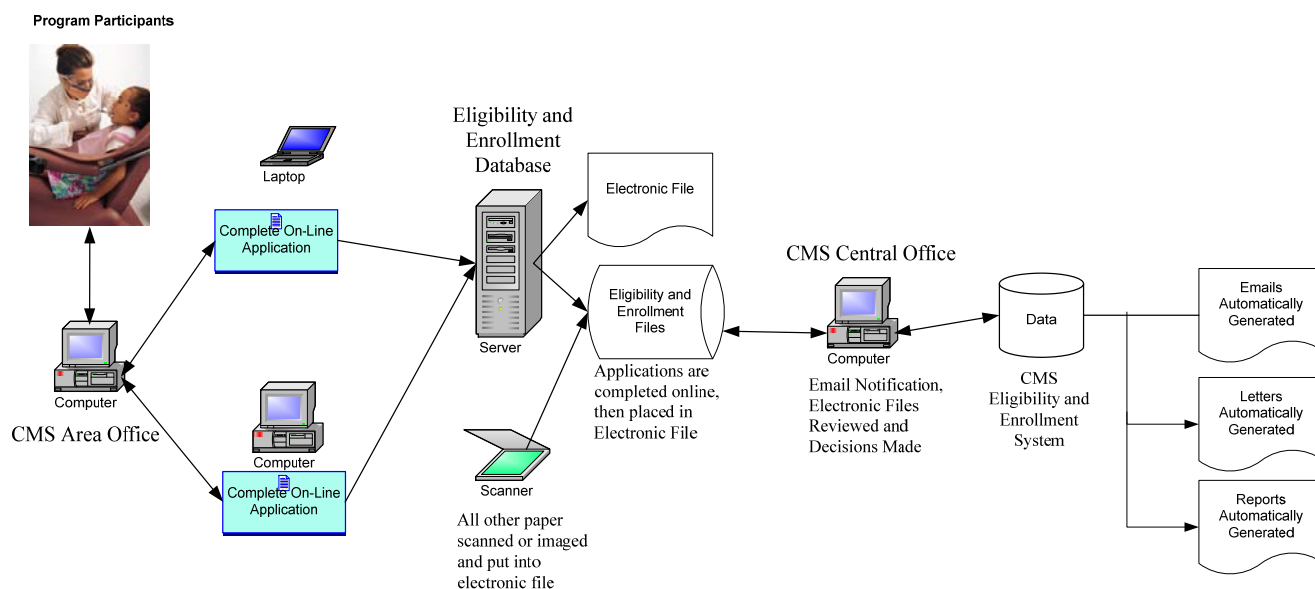 Program Participants
Laptop
Complete On-Line
Application
Computer
CMS Area Office
Computer
Complete On-Line
Application
Eligibility and
Enrollment
Database
Server
Scanner
All other paper
scanned or imaged
and put into
electronic file
Electronic File
Eligibility and
Enrollment
Files
Applications are
completed online,
then placed in
Electronic File
CMS Central Office
Computer
Email Notification,
Electronic Files
Reviewed and
Decisions Made
Data
CMS
Eligibility and
Enrollment
System
Emails
Automatically
Generated
Letters
Automatically
Generated
Reports
Automatically
Generated